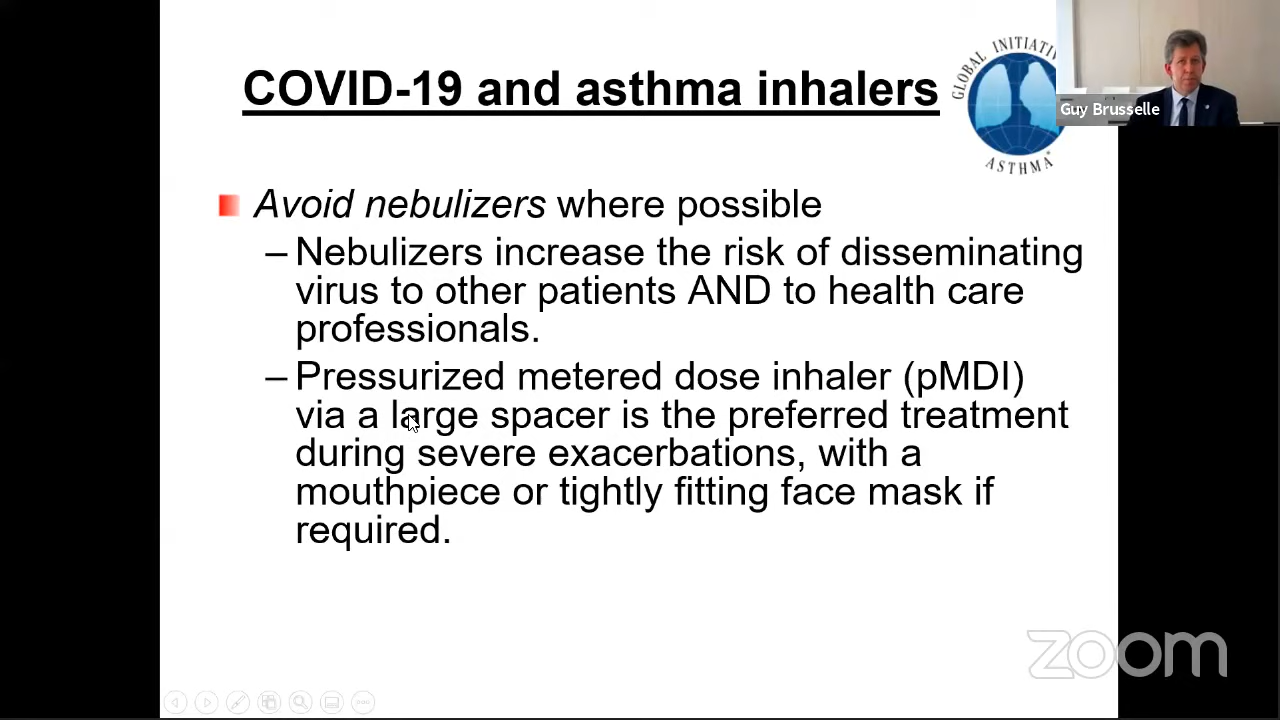 COVID-19 and asthma inhalers
GLOBAL INITIATIV
ASTHMA
Guy Brusselle
Avoid nebulizers where possible
– Nebulizers increase the risk of disseminating
virus to other patients AND to health care
professionals.
– Pressurized metered dose inhaler (pMDI)
via a large spacer is the preferred treatment
during severe exacerbations, with a
mouthpiece or tightly fitting face mask if
required.
zoom